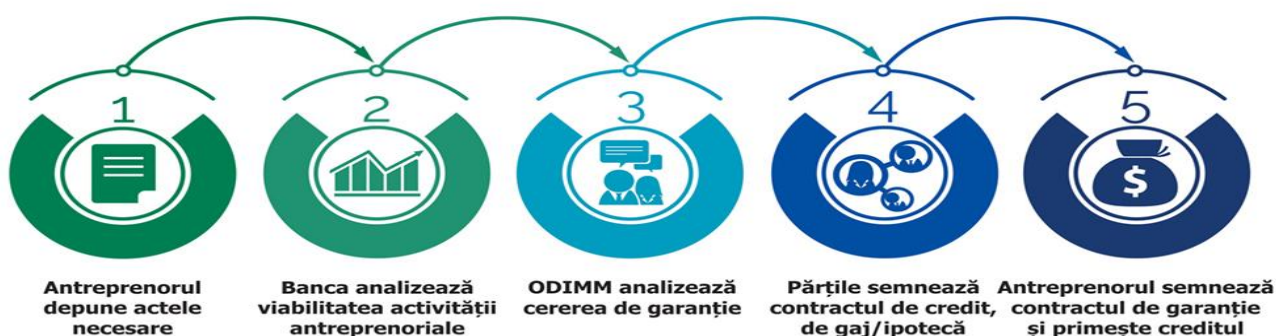 1
Antreprenorul
depune actele
necesare
2
Banca analizează
viabilitatea activității
antreprenoriale
3
ODIMM analizează
cererea de garanție
4
Părțile semnează
contractul de credit,
de gaj/ipotecă
5
$
Antreprenorul semnează
contractul de garanție
și primește creditul